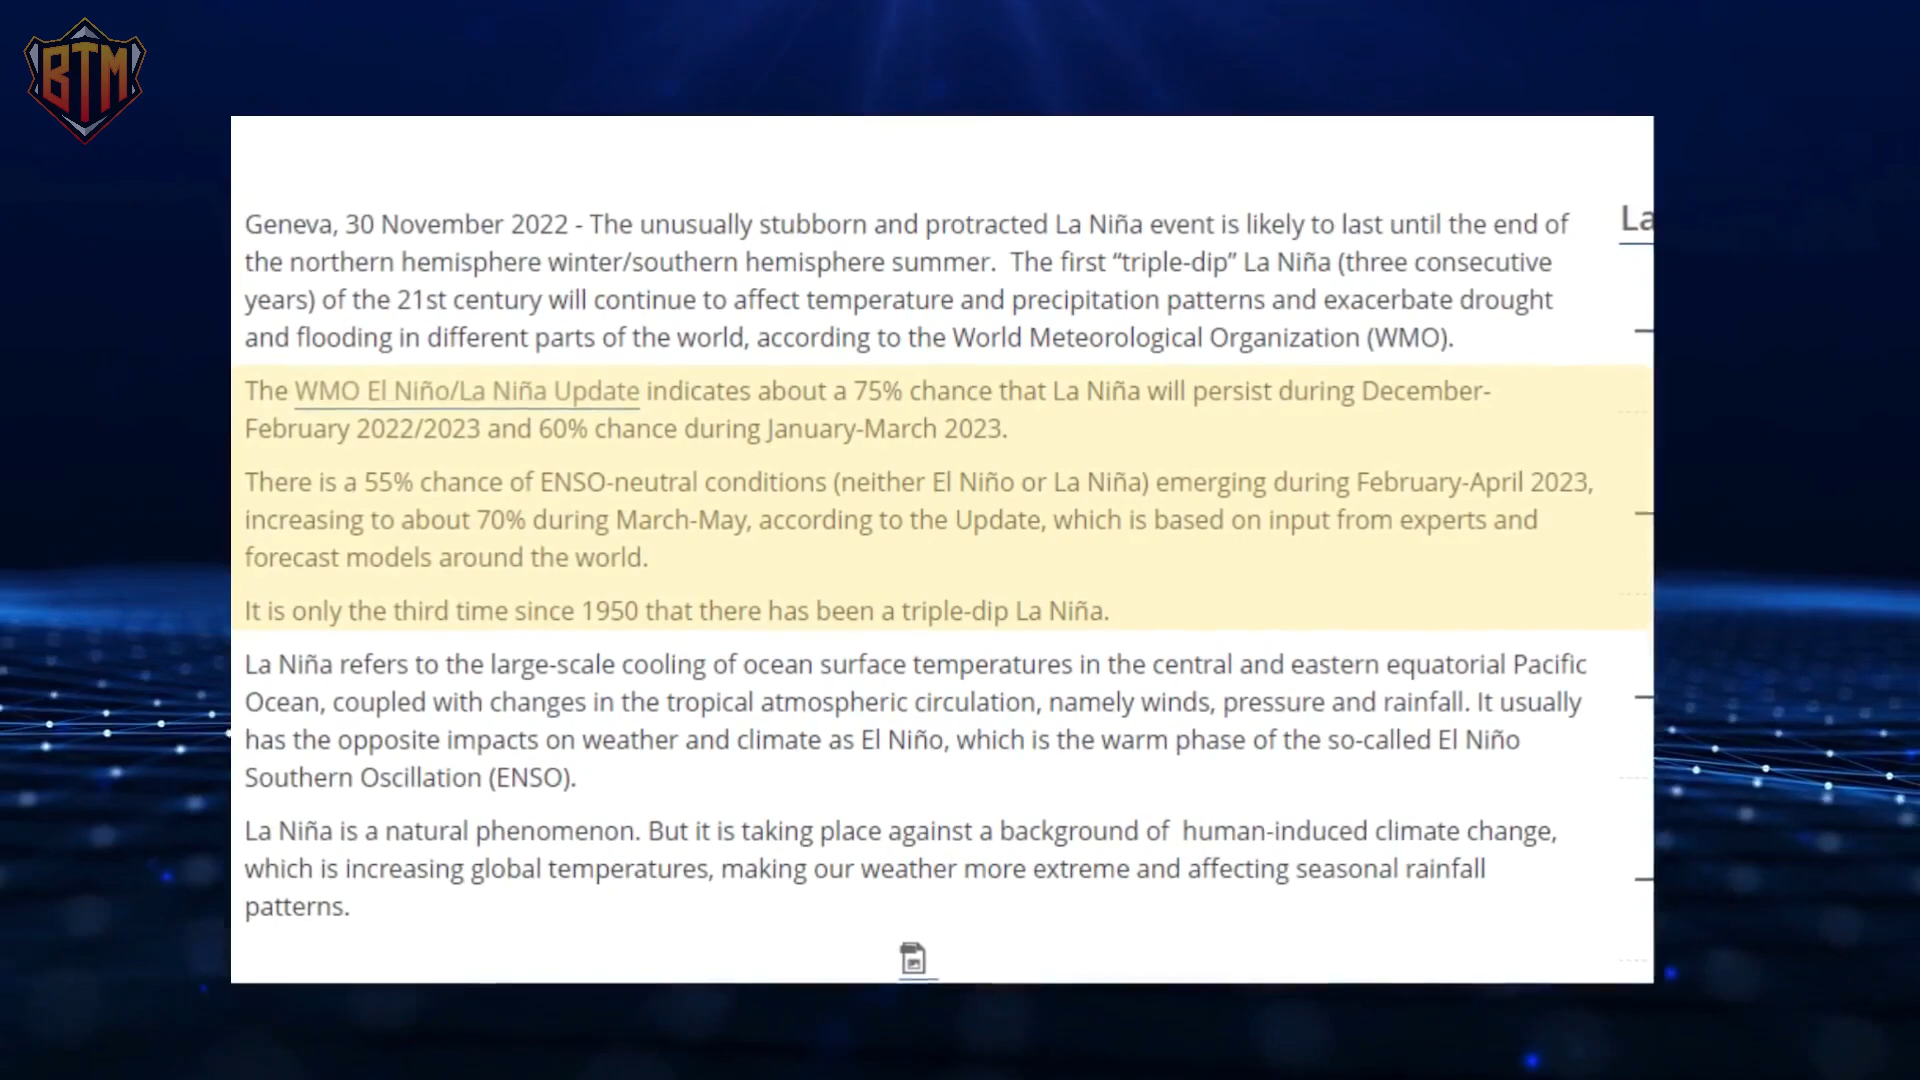 BTM
Geneva, 30 November 2022 - The unusually stubborn and protracted La Niña event is likely to last until the end of
the northern hemisphere winter/southern hemisphere summer.  The first “triple-dip” La Niña (three consecutive
years) of the 21st century will continue to affect temperature and precipitation patterns and exacerbate drought
and flooding in different parts of the world, according to the World Meteorological Organization (WMO).
La
The WMO El Niño/La Niña Update indicates about a 75% chance that La Niña will persist during December-
February 2022/2023 and 60% chance during January-March 2023.
There is a 55% chance of ENSO-neutral conditions (neither El Niño or La Niña) emerging during February-April 2023,
increasing to about 70% during March-May, according to the Update, which is based on input from experts and
forecast models around the world.
It is only the third time since 1950 that there has been a triple-dip La Niña.
La Niña refers to the large-scale cooling of ocean surface temperatures in the central and eastern equatorial Pacific
Ocean, coupled with changes in the tropical atmospheric circulation, namely winds, pressure and rainfall. It usually
has the opposite impacts on weather and climate as El Niño, which is the warm phase of the so-called El Niño
Southern Oscillation (ENSO).
La Niña is a natural phenomenon. But it is taking place against a background of  human-induced climate change,
which is increasing global temperatures, making our weather more extreme and affecting seasonal rainfall
patterns.